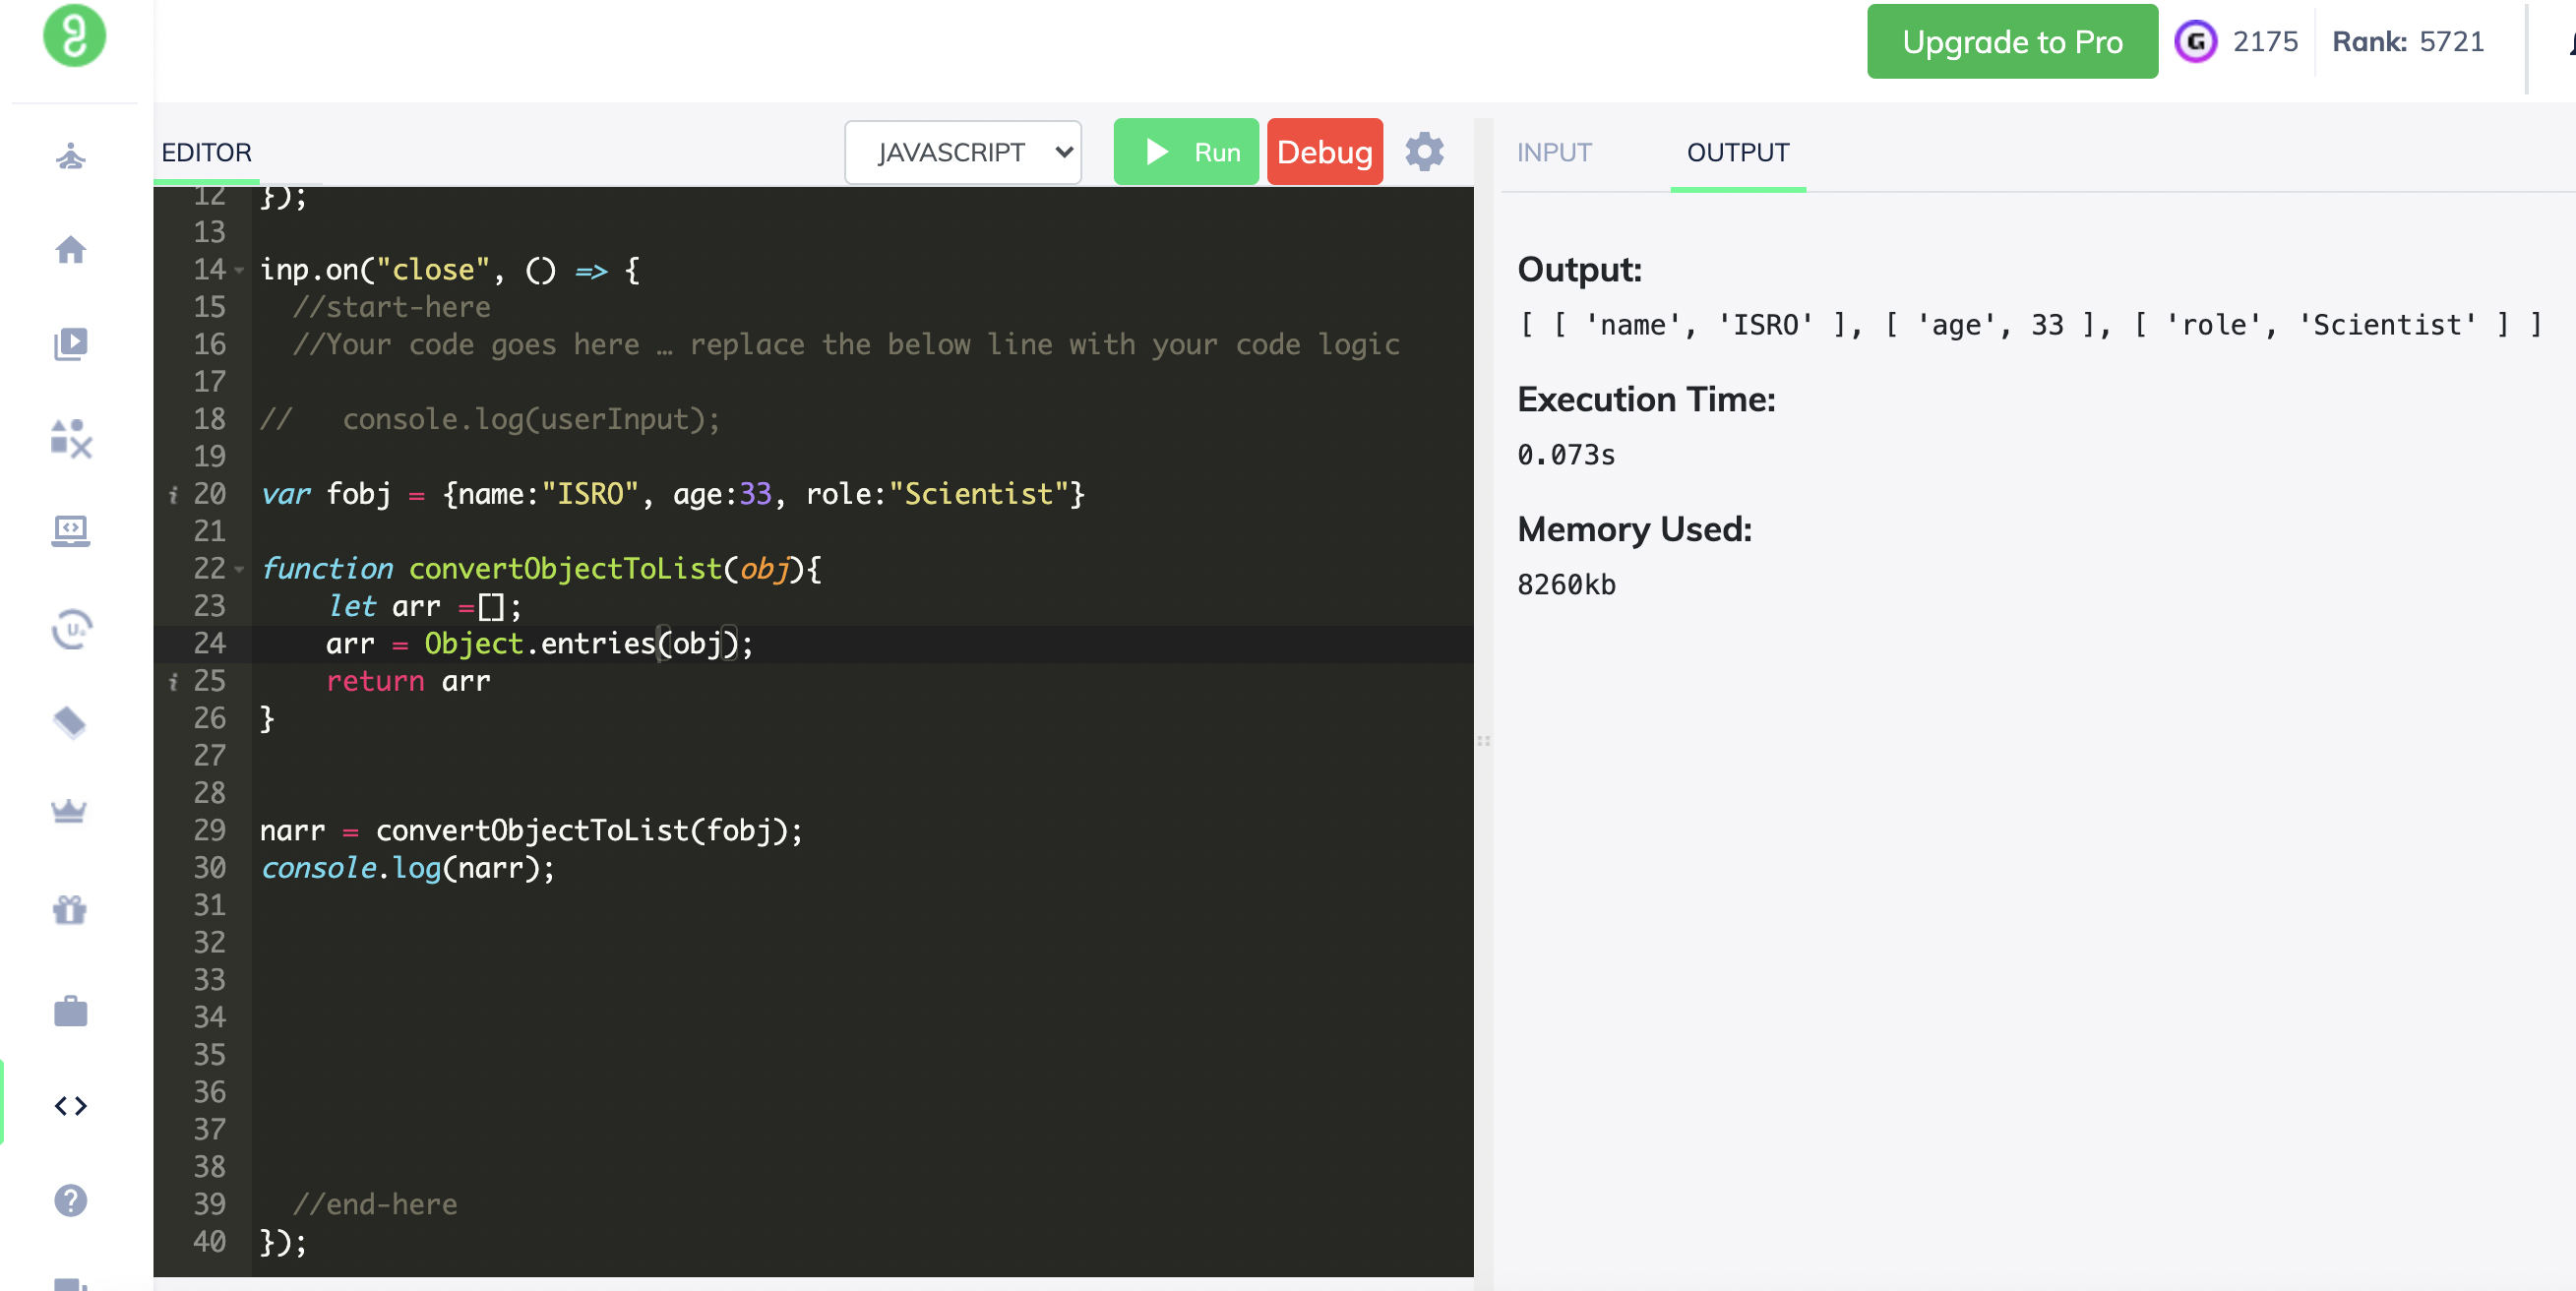 Upgrade to Pro
2175
Rank: 5721
EDITOR
JAVASCRIPT
Run
Debug
INPUT
OUTPUT
12 });
13
14 inp.on("close", () => {
15 //start-here
16 //Your code goes here … replace the below line with your code logic
17
18 // console.log(userInput);
19
i 20 var fobj = {name:"ISRO", age:33, role:"Scientist"}
21
22 function convertObjectToList(obj){
23 let arr =[];
24 arr = Object.entries(obj);
i 25 return arr
26 }
27
28
29 narr = convertObjectToList(fobj);
30 console.log(narr);
31
32
33
34
35
36
37
38
39 //end-here
40 });
Output:
[ [ 'name', 'ISRO' ], [ 'age', 33 ], [ 'role', 'Scientist' ] ]
Execution Time:
0.073s
Memory Used:
8260kb